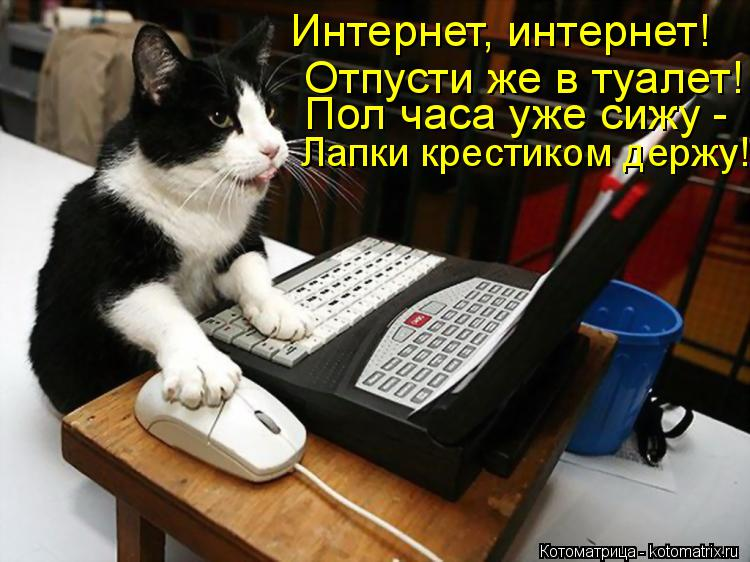 Интернет, интернет!
Отпусти же в туалет!
Пол часа уже сижу -
Лапки крестиком держу!
Котоматрица - kotomatrix.ru